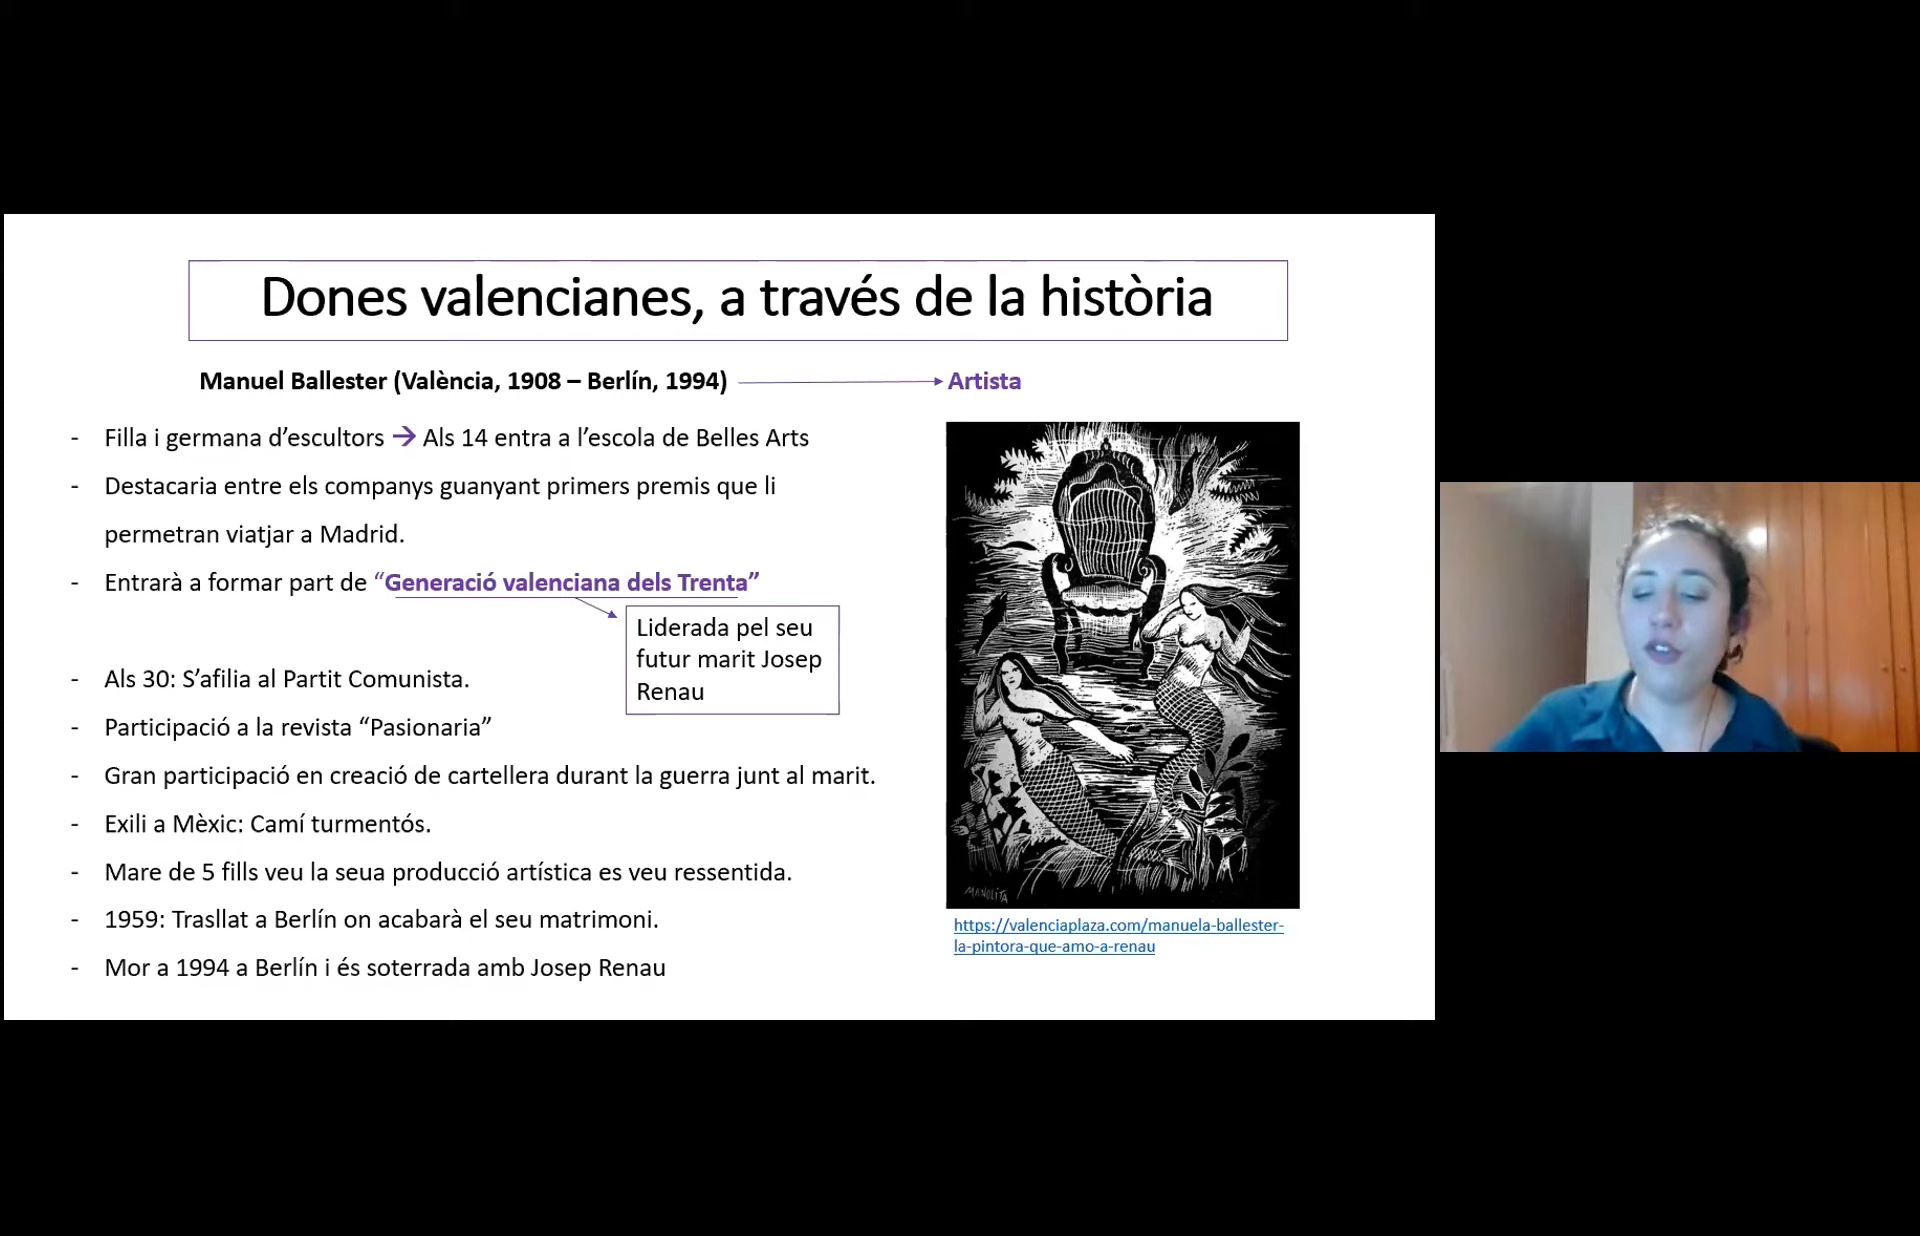 Dones valencianes, a través de la història
Manuel Ballester (València, 1908 – Berlín, 1994)
Artista
- Filla i germana d’escultors → Als 14 entra a l’escola de Belles Arts
- Destacaria entre els companys guanyant primers premis que li
permetran viatjar a Madrid.
- Entrarà a formar part de “Generació valenciana dels Trenta”
Liderada pel seu
futur marit Josep
Renau
- Als 30: S’afilia al Partit Comunista.
- Participació a la revista “Pasionaria”
- Gran participació en creació de cartellera durant la guerra junt al marit.
- Exili a Mèxic: Camí turmentós.
- Mare de 5 fills veu la seua producció artística es veu ressentida.
- 1959: Trasllat a Berlín on acabarà el seu matrimoni.
- Mor a 1994 a Berlín i és soterrada amb Josep Renau
MANOLITA
https://valenciaplaza.com/manuela-ballester-
la-pintora-que-amo-a-renau